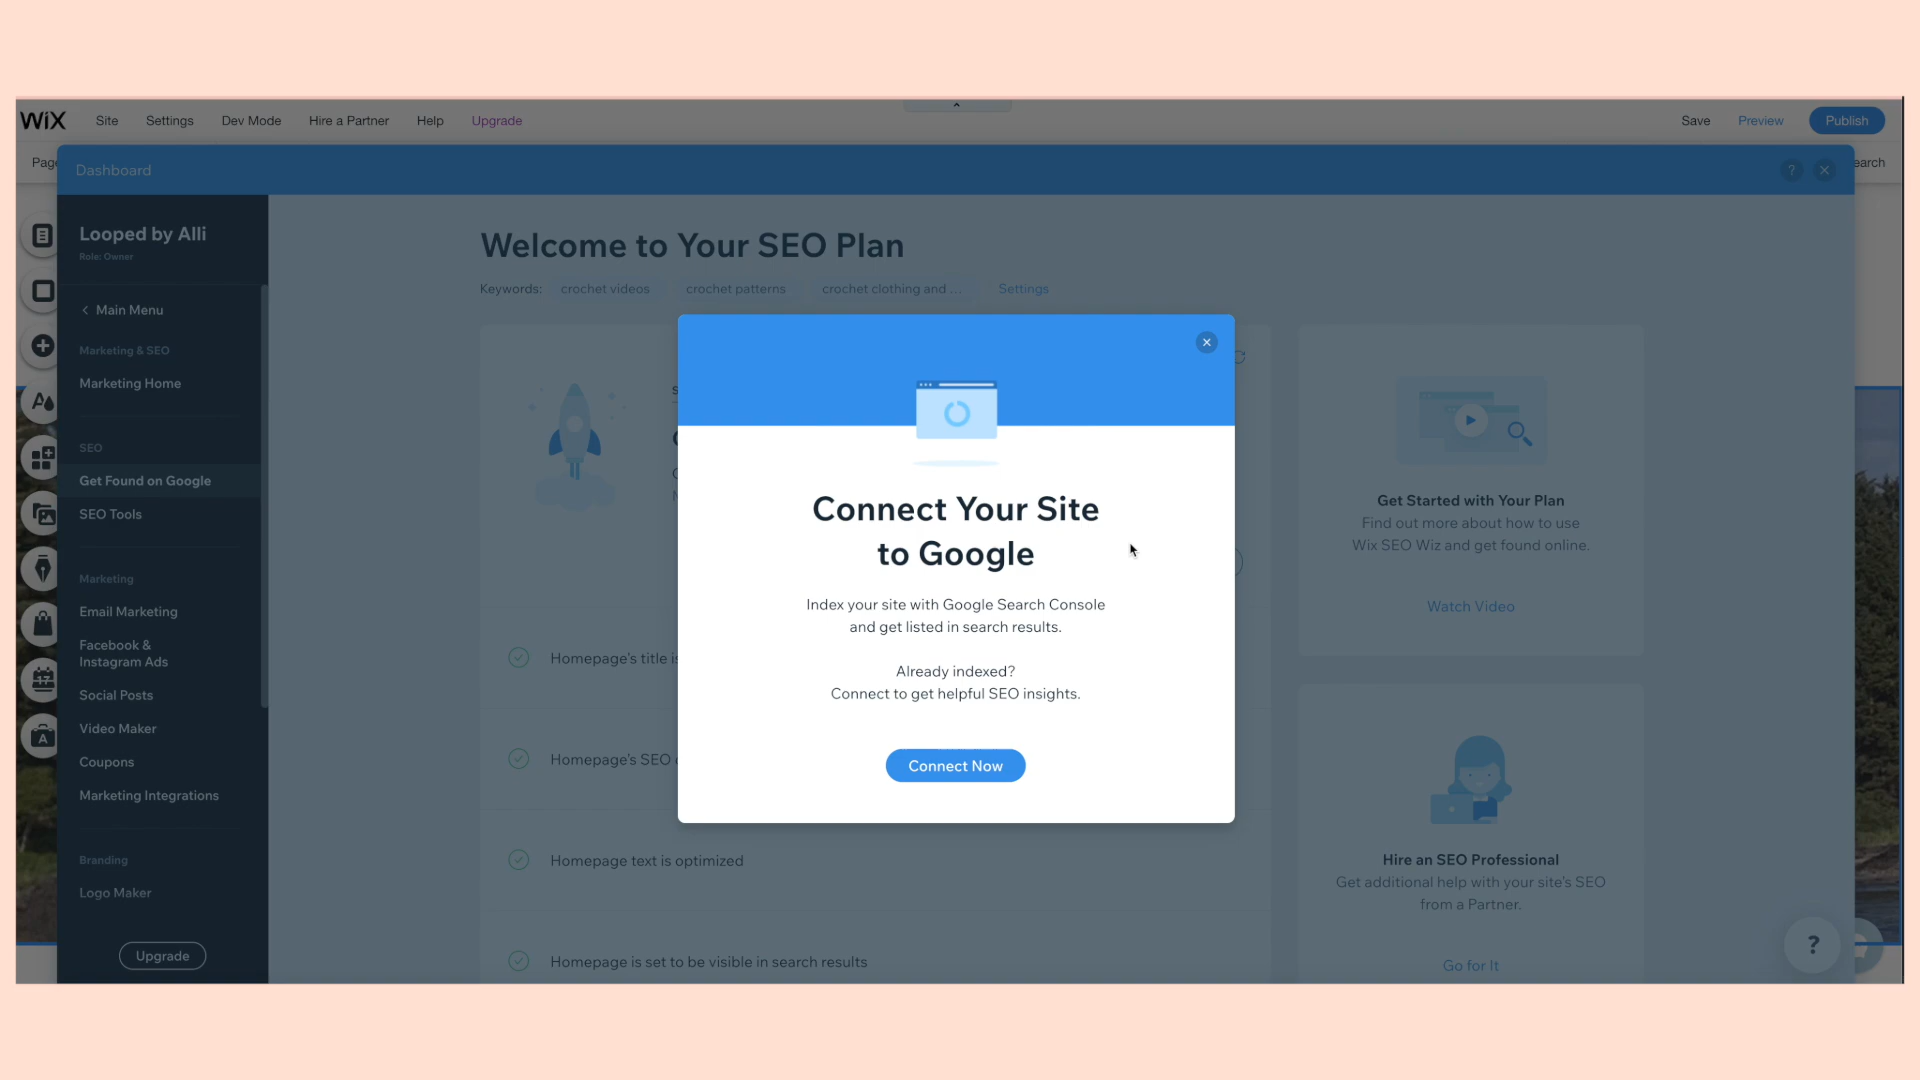 WiX
Site
Settings
Dev Mode
Hire a Partner
Help
Upgrade
Save
Preview
Publish
Page
earch
Dashboard
?
Looped by Alli
Role: Owner
Main Menu
Marketing & SEO
Marketing Home
SEO
Get Found on Google
SEO Tools
Marketing
Email Marketing
Facebook &
Instagram Ads
Social Posts
Video Maker
Coupons
Marketing Integrations
Branding
Logo Maker
Upgrade
Welcome to Your SEO Plan
Keywords:
crochet videos
crochet patterns
crochet clothing and ...
Settings
Connect Your Site
to Google
Index your site with Google Search Console
and get listed in search results.
Already indexed?
Connect to get helpful SEO insights.
Connect Now
Homepage's title is
Homepage's SEO
Homepage text is optimized
Homepage is set to be visible in search results
Get Started with Your Plan
Find out more about how to use
Wix SEO Wiz and get found online.
Watch Video
Hire an SEO Professional
Get additional help with your site's SEO
from a Partner.
Go for It
?